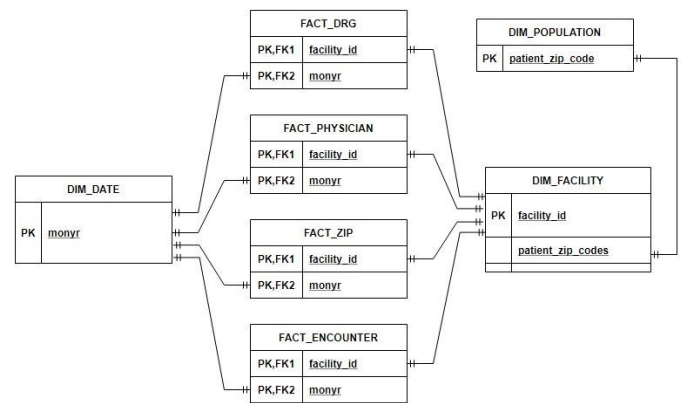 FACT_DRG
PK,FK1 facility_id
PK,FK2 monyr
DIM_POPULATION
PK patient_zip_code
FACT_PHYSICIAN
PK,FK1 facility_id
PK,FK2 monyr
DIM_DATE
PK monyr
DIM_FACILITY
PK facility_id
patient_zip_codes
FACT_ZIP
PK,FK1 facility_id
PK,FK2 monyr
FACT_ENCOUNTER
PK,FK1 facility_id
PK,FK2 monyr